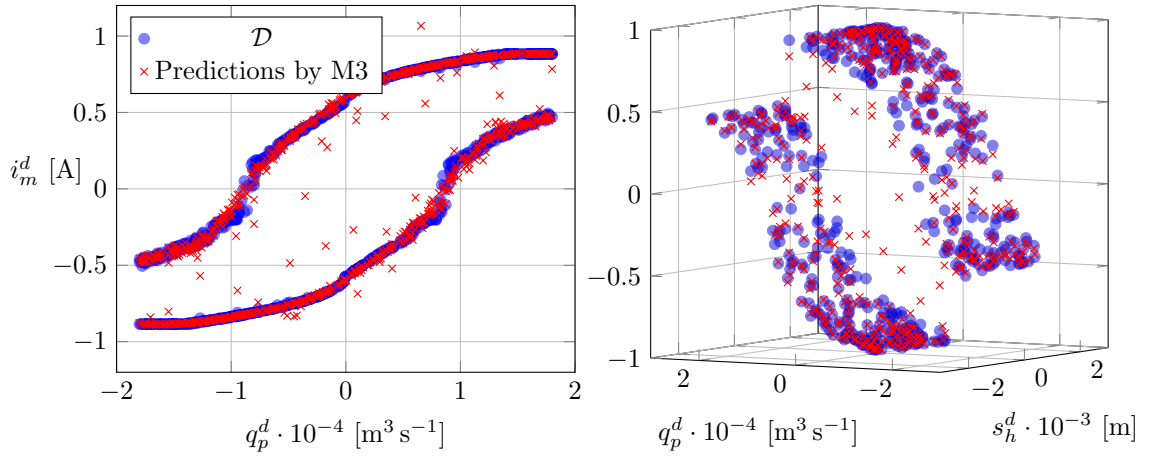 𝒟
Predictions by M3
1
0.5
0
−0.5
−1
i_m^d [A]
−2 −1 0 1 2
q_p^d · 10^{−4} [m^3 s^{−1}]
1
0.5
0
−0.5
−1
2 0 −2
−2 0 2
q_p^d · 10^{−4} [m^3 s^{−1}]
s_h^d · 10^{−3} [m]